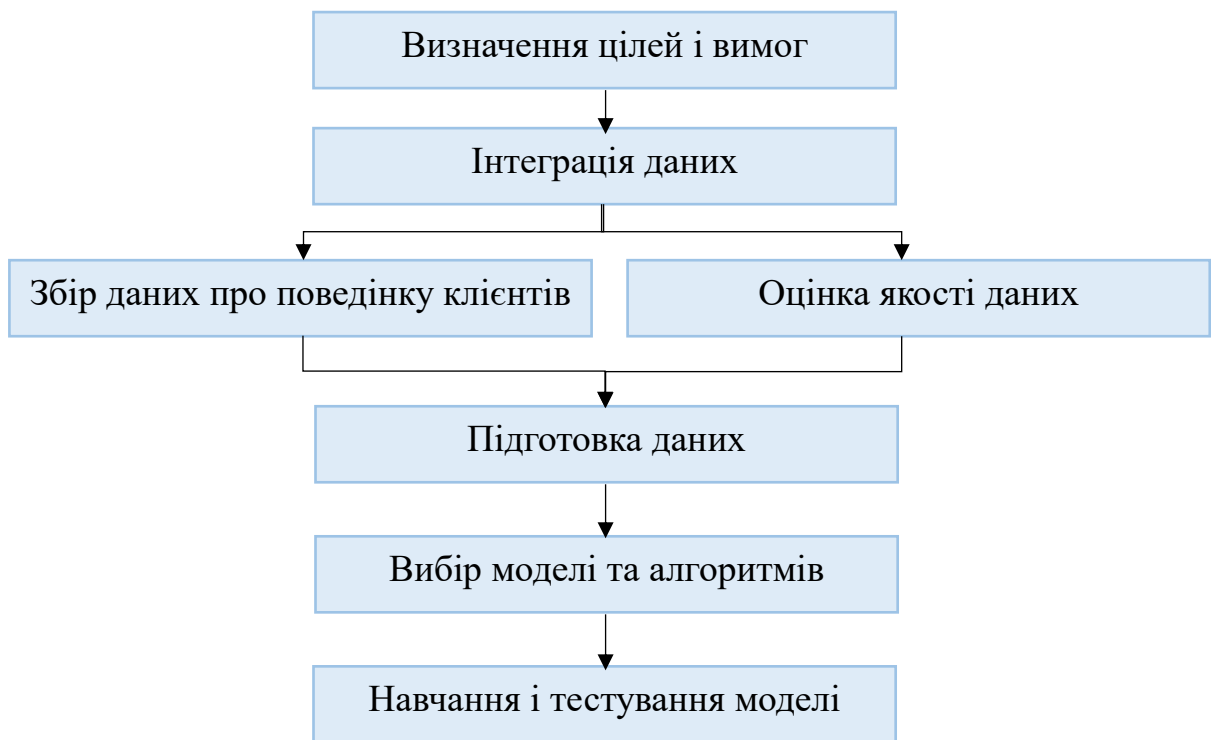 Визначення цілей і вимог
Інтеграція даних
Збір даних про поведінку клієнтів
Оцінка якості даних
Підготовка даних
Вибір моделі та алгоритмів
Навчання і тестування моделі